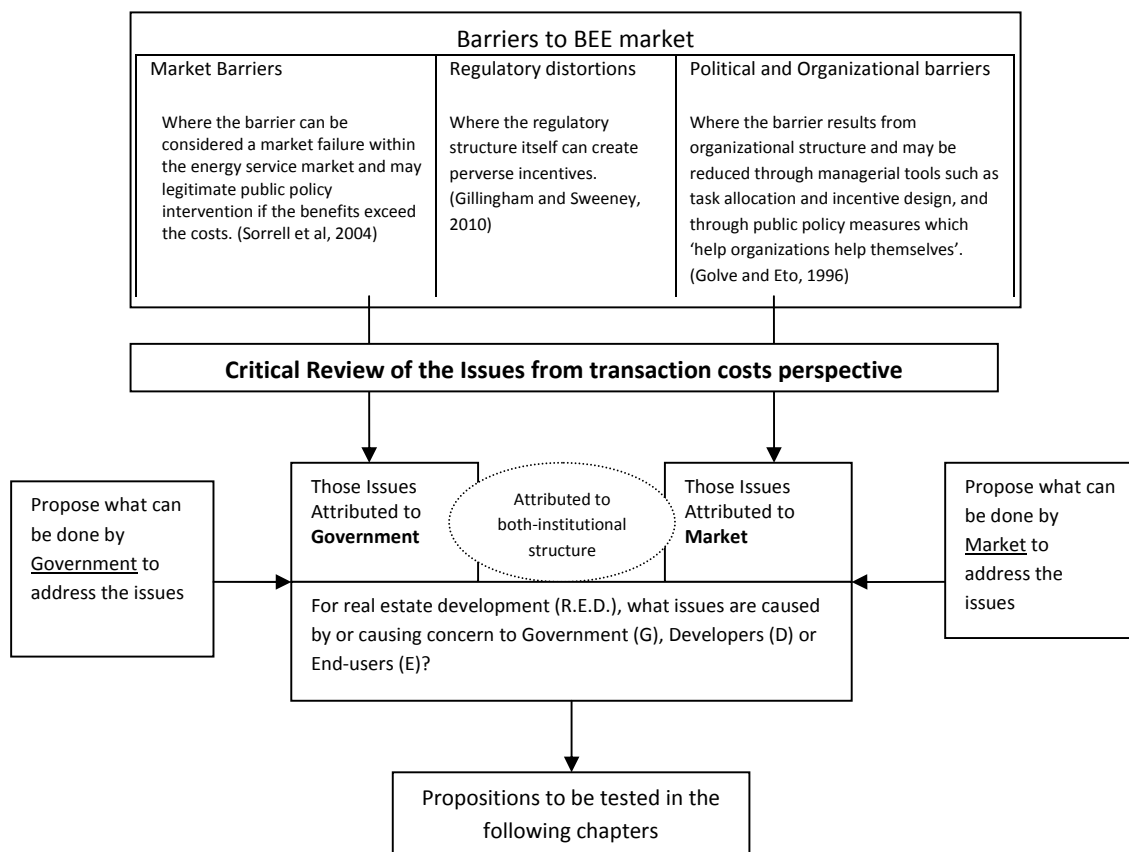 Barriers to BEE market
Market Barriers
Where the barrier can be
considered a market failure within
the energy service market and may
legitimate public policy
intervention if the benefits exceed
the costs. (Sorrell et al, 2004)
Regulatory distortions
Where the regulatory
structure itself can create
perverse incentives.
(Gillingham and Sweeney,
2010)
Political and Organizational barriers
Where the barrier results from
organizational structure and may be
reduced through managerial tools such as
task allocation and incentive design, and
through public policy measures which
‘help organizations help themselves’.
(Golve and Eto, 1996)
Critical Review of the Issues from transaction costs perspective
Propose what can
be done by
Government to
address the issues
Those Issues
Attributed to
Government
Attributed to
both-institutional
structure
Those Issues
Attributed to
Market
Propose what can
be done by
Market to
address the
issues
For real estate development (R.E.D.), what issues are caused
by or causing concern to Government (G), Developers (D) or
End-users (E)?
Propositions to be tested in the
following chapters